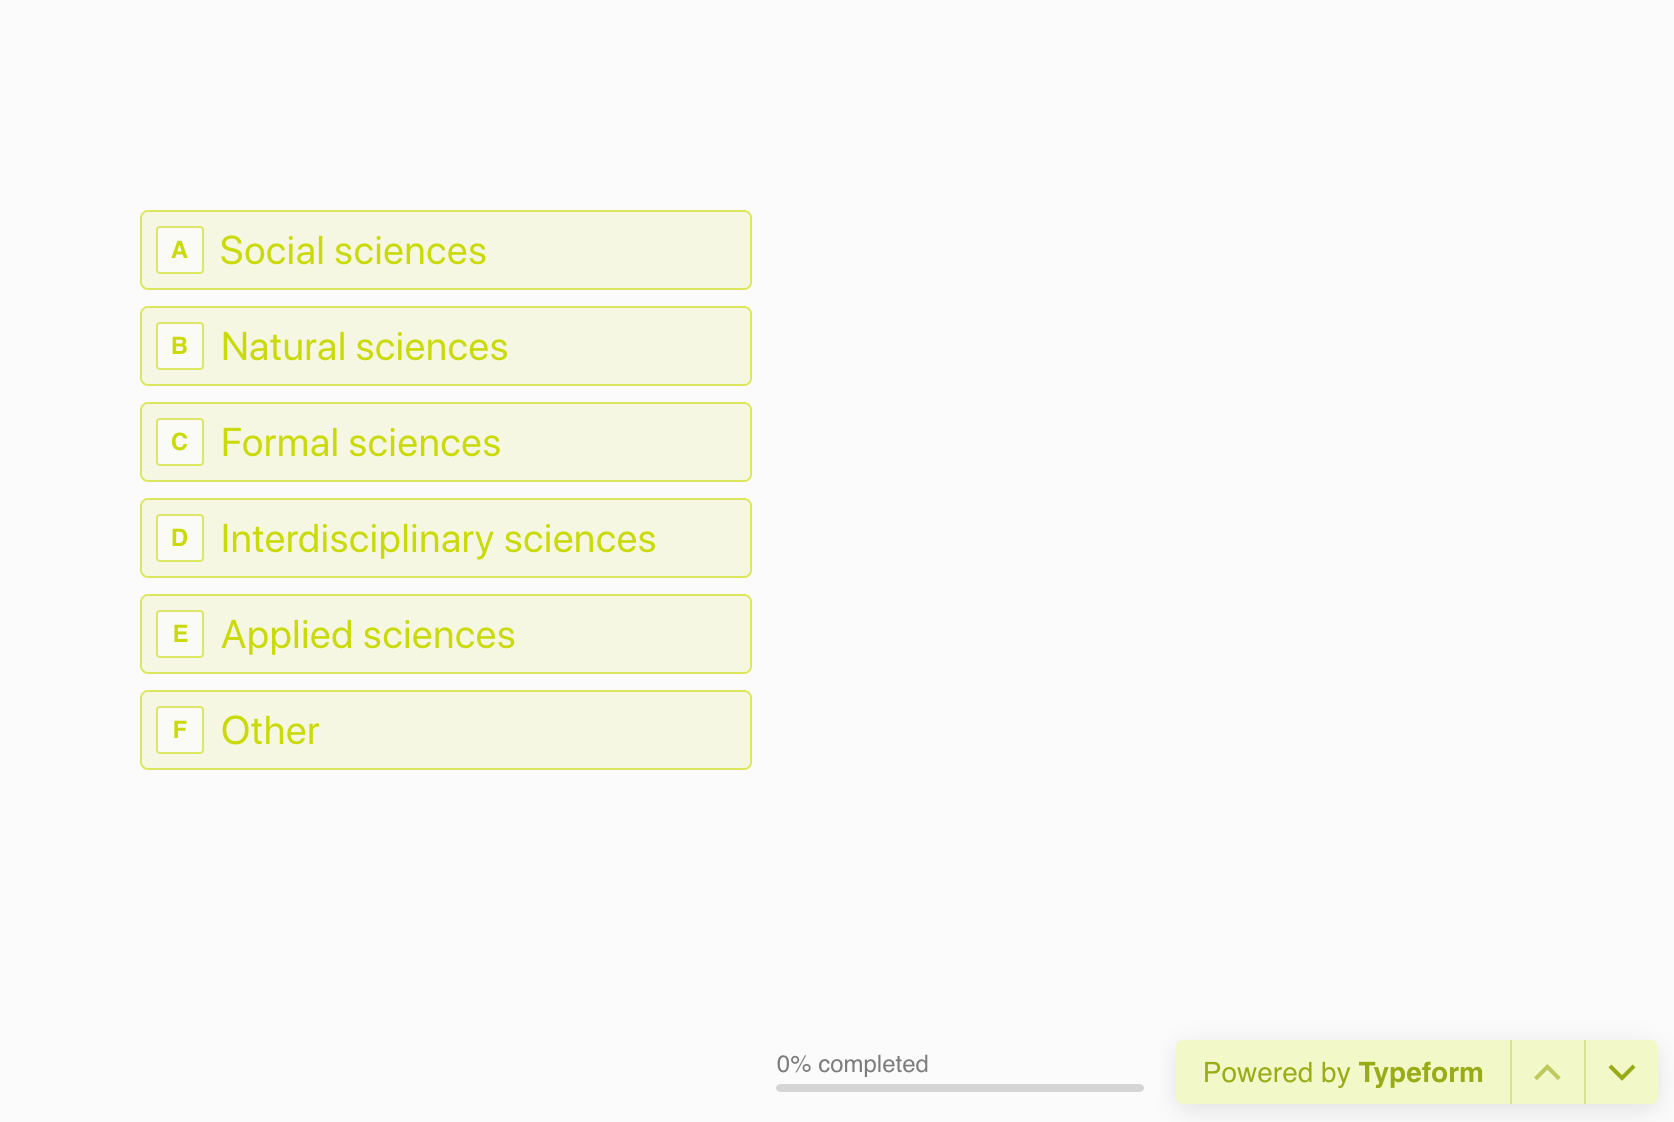 A Social sciences
B Natural sciences
C Formal sciences
D Interdisciplinary sciences
E Applied sciences
F Other
0% completed
Powered by Typeform